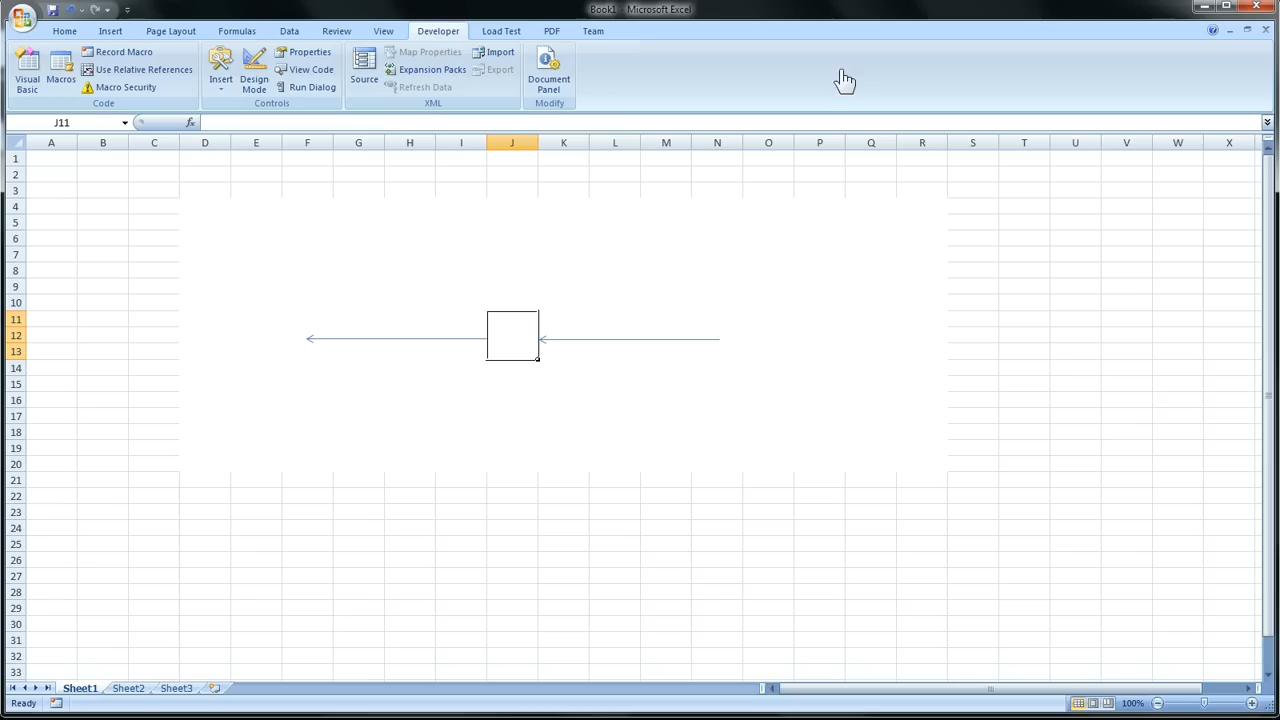 Book1 - Microsoft Excel
Home Insert Page Layout Formulas Data Review View Developer Load Test PDF Team
Visual Basic
Macros
Record Macro
Use Relative References
Macro Security
Code
Insert
Design Mode
Properties
View Code
Run Dialog
Controls
Source
Map Properties
Expansion Packs
Refresh Data
Import
Export
XML
Document Panel
Modify
J11 fx
A B C D E F G H I J K L M N O P Q R S T U V W X
1
2
3
4
5
6
7
8
9
10
11
12
13
14
15
16
17
18
19
20
21
22
23
24
25
26
27
28
29
30
31
32
33
Sheet1 Sheet2 Sheet3
Ready 100%